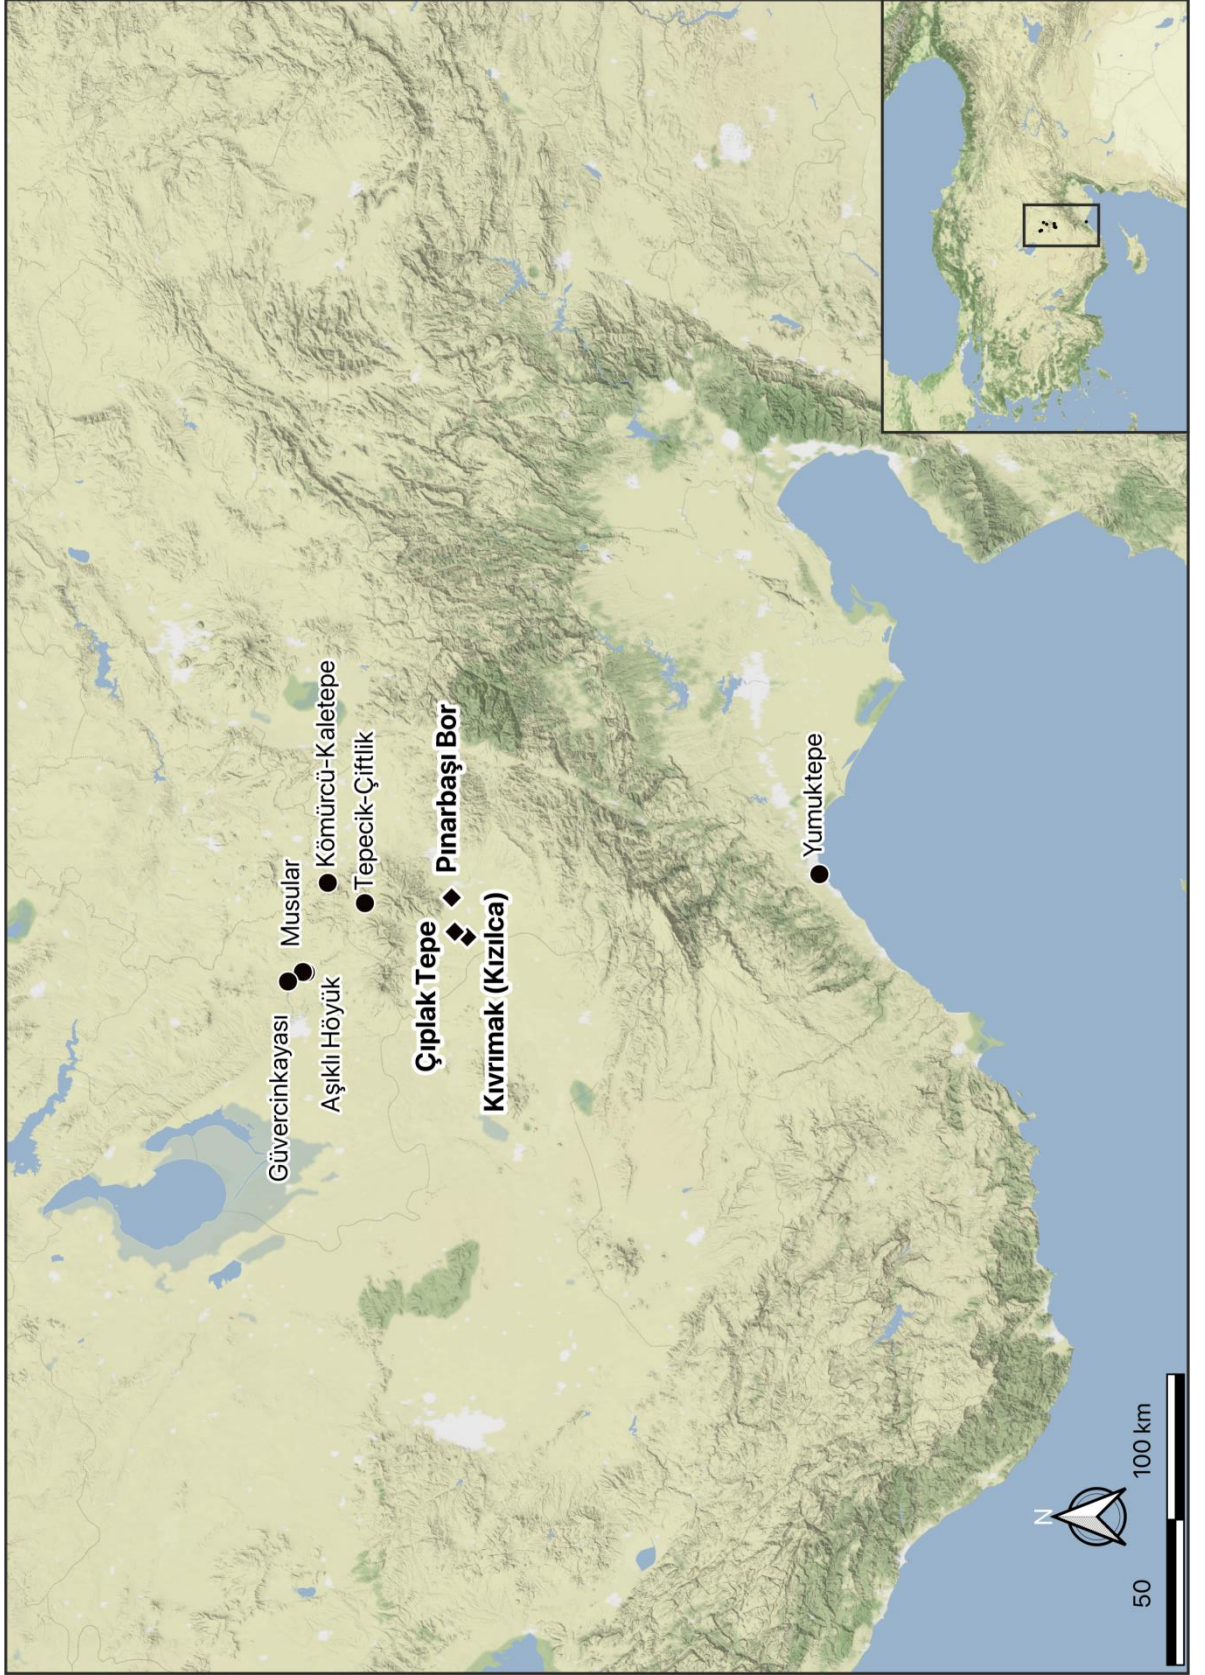 Güvercinkayası
Musular
Aşıklı Höyük
Kömürcü-Kaletepe
Tepecik-Çiftlik
Çıplak Tepe
Pınarbaşı Bor
Kıvrımak (Kızılca)
Yumuktepe
N
50
100 km